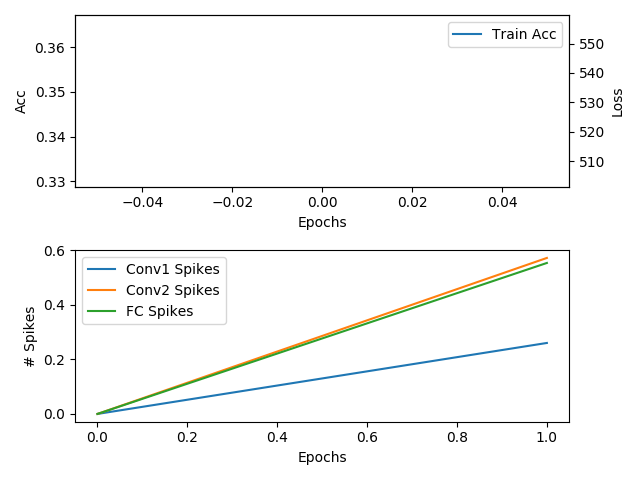 Train Acc
0.36
0.35
0.34
0.33
Acc
550
540
530
520
510
Loss
−0.04 −0.02 0.00 0.02 0.04
Epochs
Conv1 Spikes
Conv2 Spikes
FC Spikes
0.6
0.4
0.2
0.0
# Spikes
0.0 0.2 0.4 0.6 0.8 1.0
Epochs